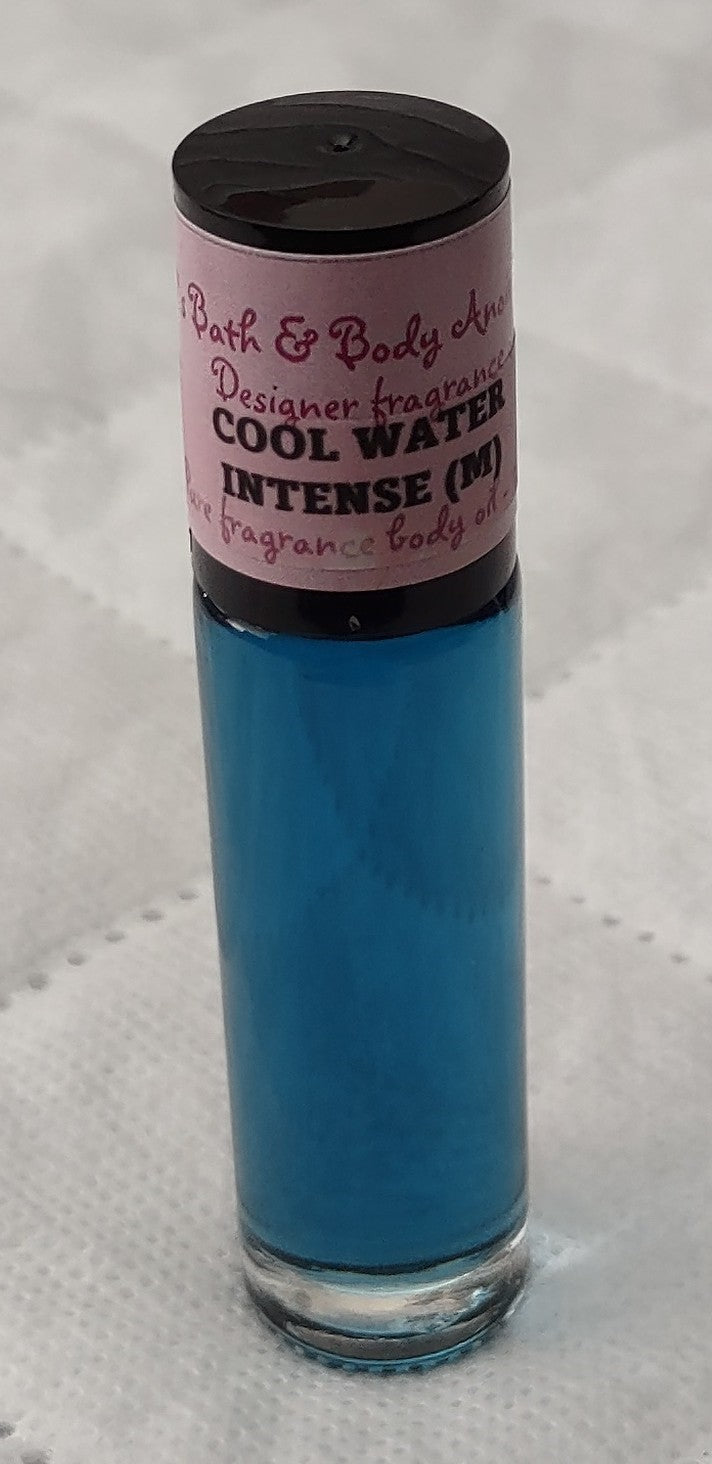 's Bath & Body
Designer fragrance
COOL WATER
INTENSE (M)
fragrance body oil -